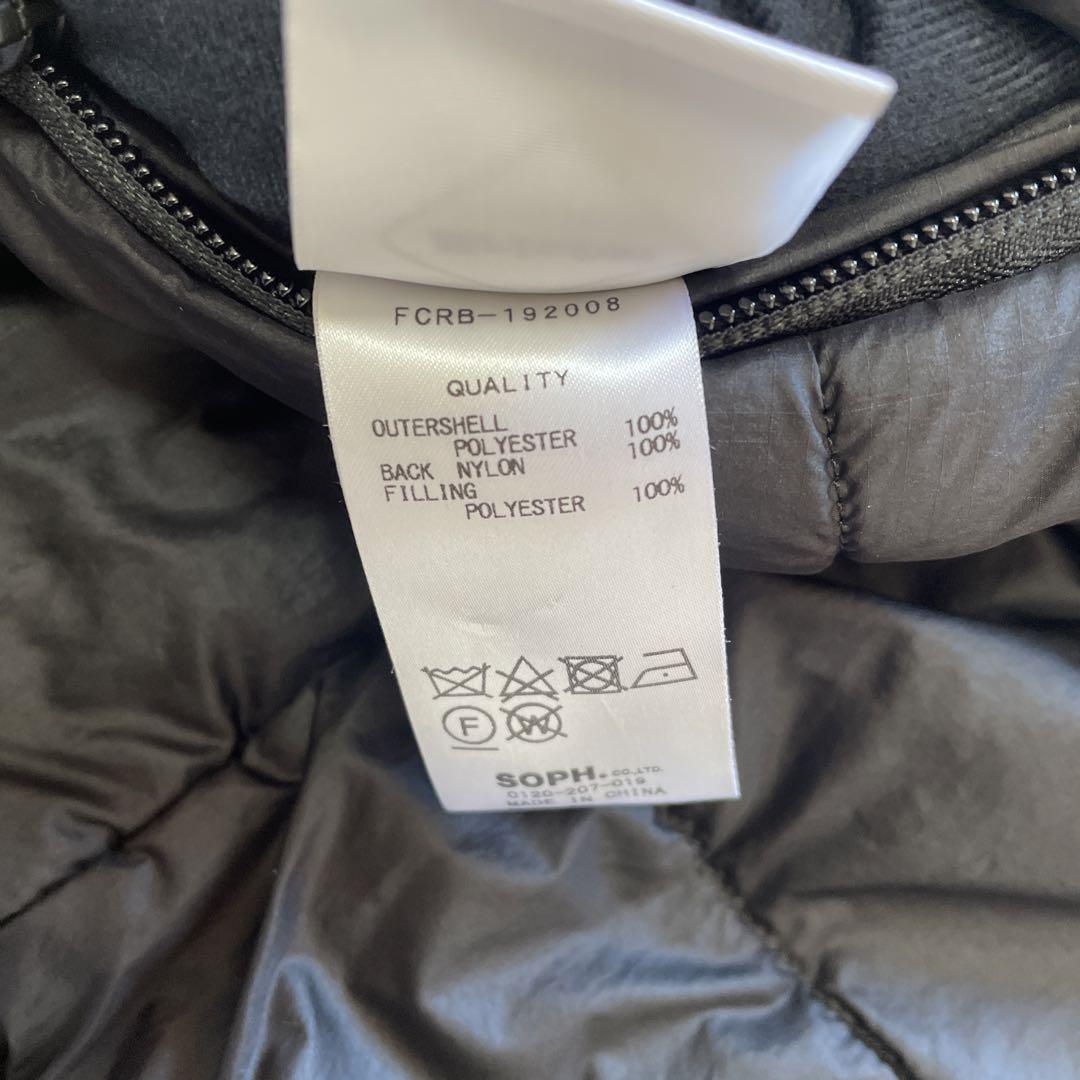 FCRB-192008
QUALITY
OUTERSHELL 100%
POLYESTER 100%
BACK NYLON
FILLING 100%
POLYESTER
F W
SOPH. CO.,LTD.
0120-207-019
MADE IN CHINA